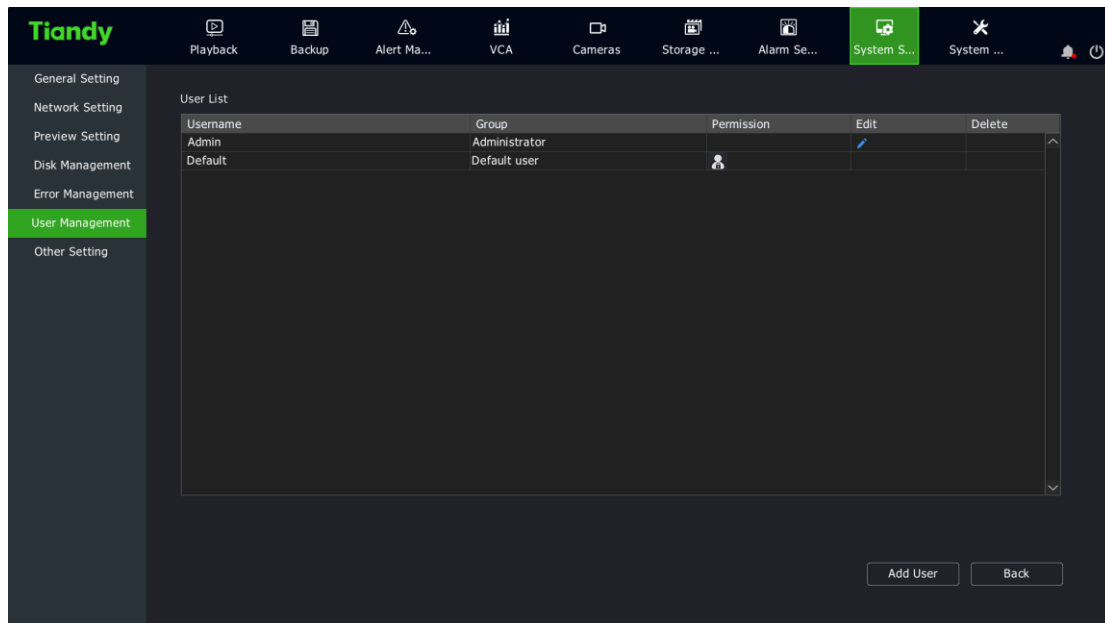 Tiandy
Playback Backup Alert Ma... VCA Cameras Storage ... Alarm Se... System S... System ...
General Setting
Network Setting
Preview Setting
Disk Management
Error Management
User Management
Other Setting
User List
Username Group Permission Edit Delete
Admin Administrator
Default Default user
Add User Back